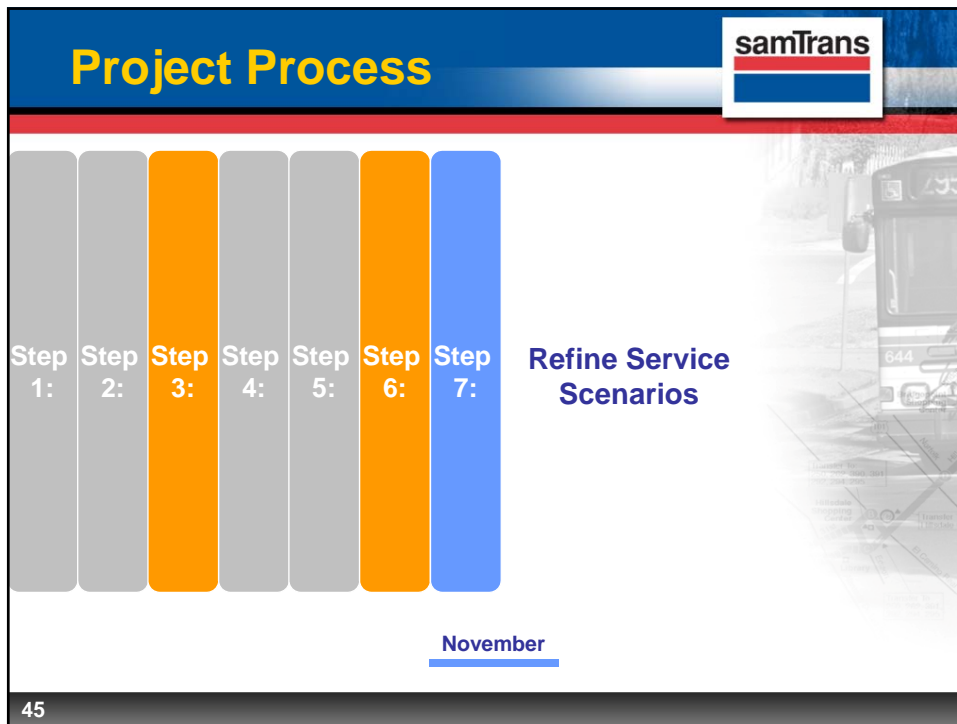 Project Process
samTrans
Step 1:
Step 2:
Step 3:
Step 4:
Step 5:
Step 6:
Step 7:
Refine Service
Scenarios
644
November
45